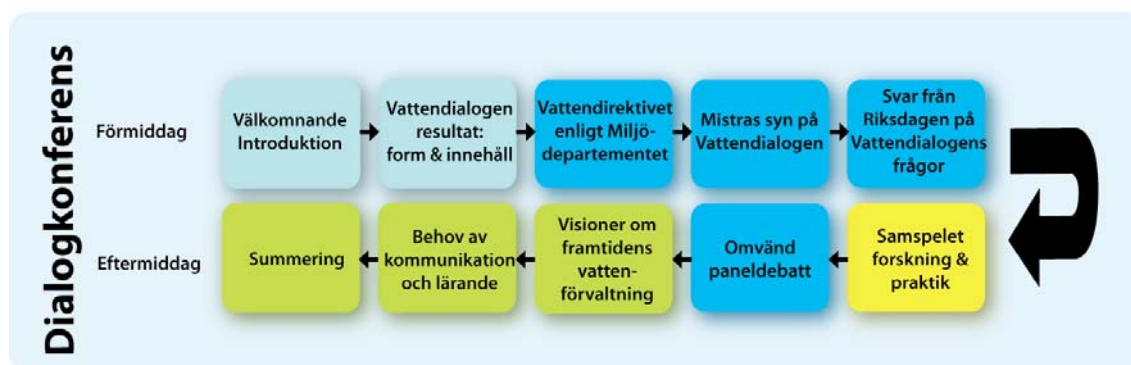 Dialogkonferens
Förmiddag
Välkomnande
Introduktion
Vattendialogen
resultat:
form & innehåll
Vattendirektivet
enligt Miljö-
departementet
Mistras syn på
Vattendialogen
Svar från
Riksdagen på
Vattendialogens
frågor
Eftermiddag
Summering
Behov av
kommunikation
och lärande
Visioner om
framtidens
vatten-
förvaltning
Omvänd
paneldebatt
Samspelet
forskning &
praktik